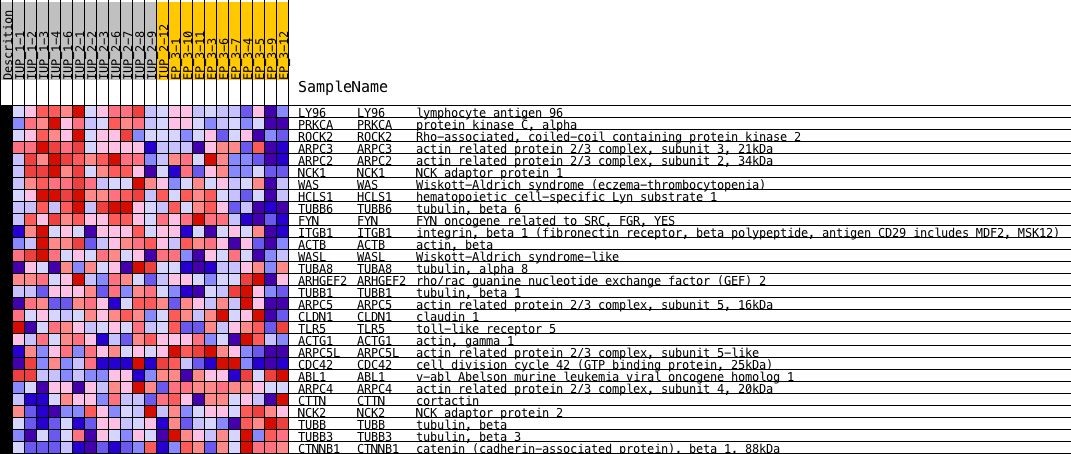 Descrition
IUP_1-1
IUP_1-2
IUP_1-3
IUP_1-4
IUP_1-6
IUP_2-1
IUP_2-2
IUP_2-3
IUP_2-6
IUP_2-7
IUP_2-8
IUP_2-9
IUP_2-12
EP_3-1
EP_3-10
EP_3-11
EP_3-3
EP_3-6
EP_3-7
EP_3-4
EP_3-5
EP_3-9
EP_3-12
SampleName
LY96 LY96 lymphocyte antigen 96
PRKCA PRKCA protein kinase C, alpha
ROCK2 ROCK2 Rho-associated, coiled-coil containing protein kinase 2
ARPC3 ARPC3 actin related protein 2/3 complex, subunit 3, 21kDa
ARPC2 ARPC2 actin related protein 2/3 complex, subunit 2, 34kDa
NCK1 NCK1 NCK adaptor protein 1
WAS WAS Wiskott-Aldrich syndrome (eczema-thrombocytopenia)
HCLS1 HCLS1 hematopoietic cell-specific Lyn substrate 1
TUBB6 TUBB6 tubulin, beta 6
FYN FYN FYN oncogene related to SRC, FGR, YES
ITGB1 ITGB1 integrin, beta 1 (fibronectin receptor, beta polypeptide, antigen CD29 includes MDF2, MSK12)
ACTB ACTB actin, beta
WASL WASL Wiskott-Aldrich syndrome-like
TUBA8 TUBA8 tubulin, alpha 8
ARHGEF2 ARHGEF2 rho/rac guanine nucleotide exchange factor (GEF) 2
TUBB1 TUBB1 tubulin, beta 1
ARPC5 ARPC5 actin related protein 2/3 complex, subunit 5, 16kDa
CLDN1 CLDN1 claudin 1
TLR5 TLR5 toll-like receptor 5
ACTG1 ACTG1 actin, gamma 1
ARPC5L ARPC5L actin related protein 2/3 complex, subunit 5-like
CDC42 CDC42 cell division cycle 42 (GTP binding protein, 25kDa)
ABL1 ABL1 v-abl Abelson murine leukemia viral oncogene homolog 1
ARPC4 ARPC4 actin related protein 2/3 complex, subunit 4, 20kDa
CTTN CTTN cortactin
NCK2 NCK2 NCK adaptor protein 2
TUBB TUBB tubulin, beta
TUBB3 TUBB3 tubulin, beta 3
CTNNB1 CTNNB1 catenin (cadherin-associated protein), beta 1, 88kDa